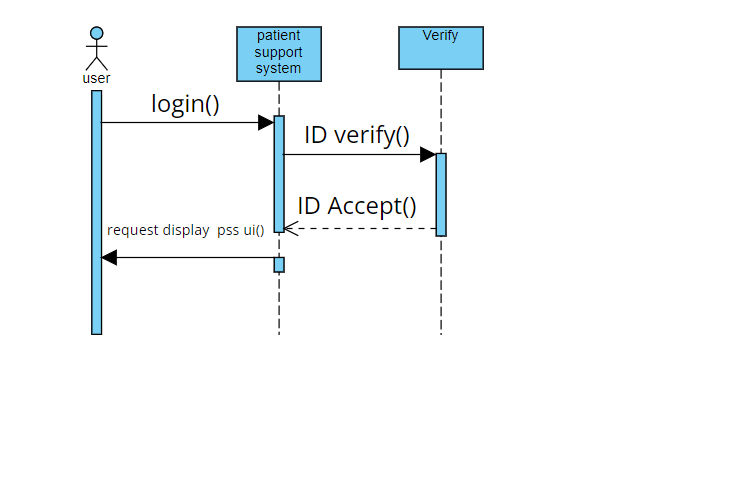 user
patient
support
system
Verify
login()
ID verify()
ID Accept()
request display  pss ui()